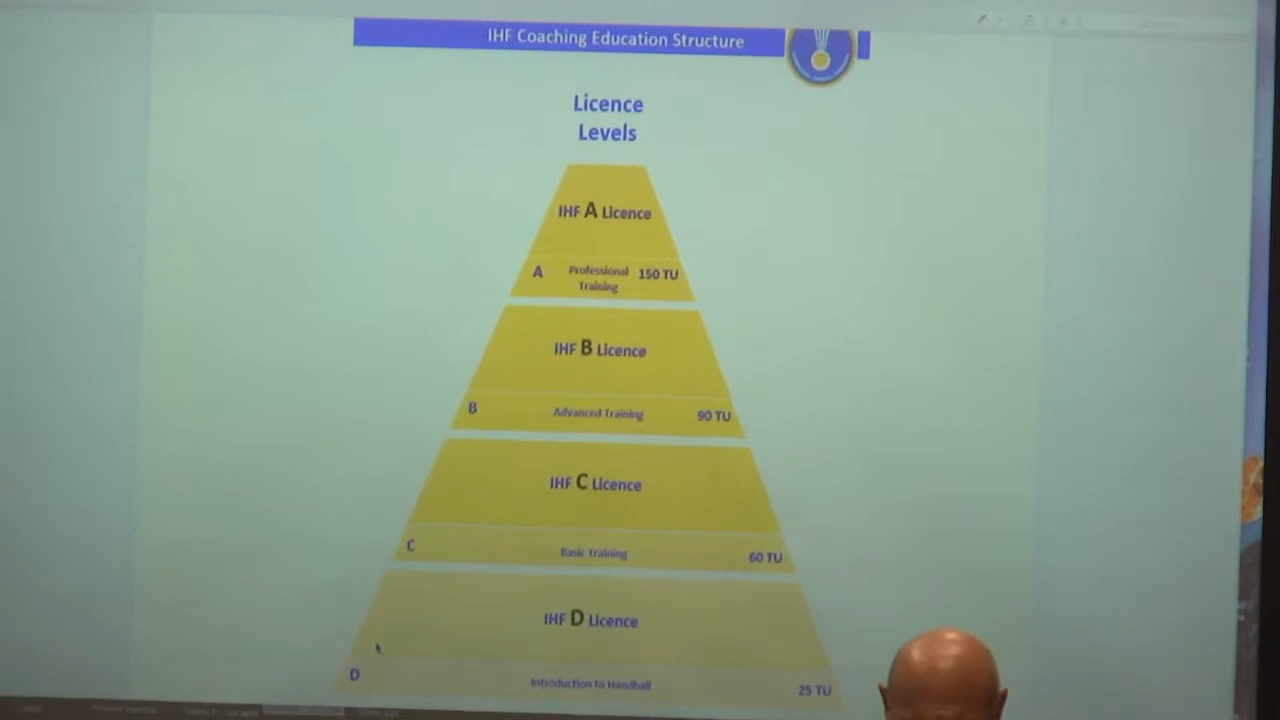 IHF Coaching Education Structure
Licence
Levels
IHF A Licence
A Professional Training 150 TU
IHF B Licence
B Advanced Training 90 TU
IHF C Licence
C Basic Training 60 TU
IHF D Licence
D Introduction to Handball 25 TU